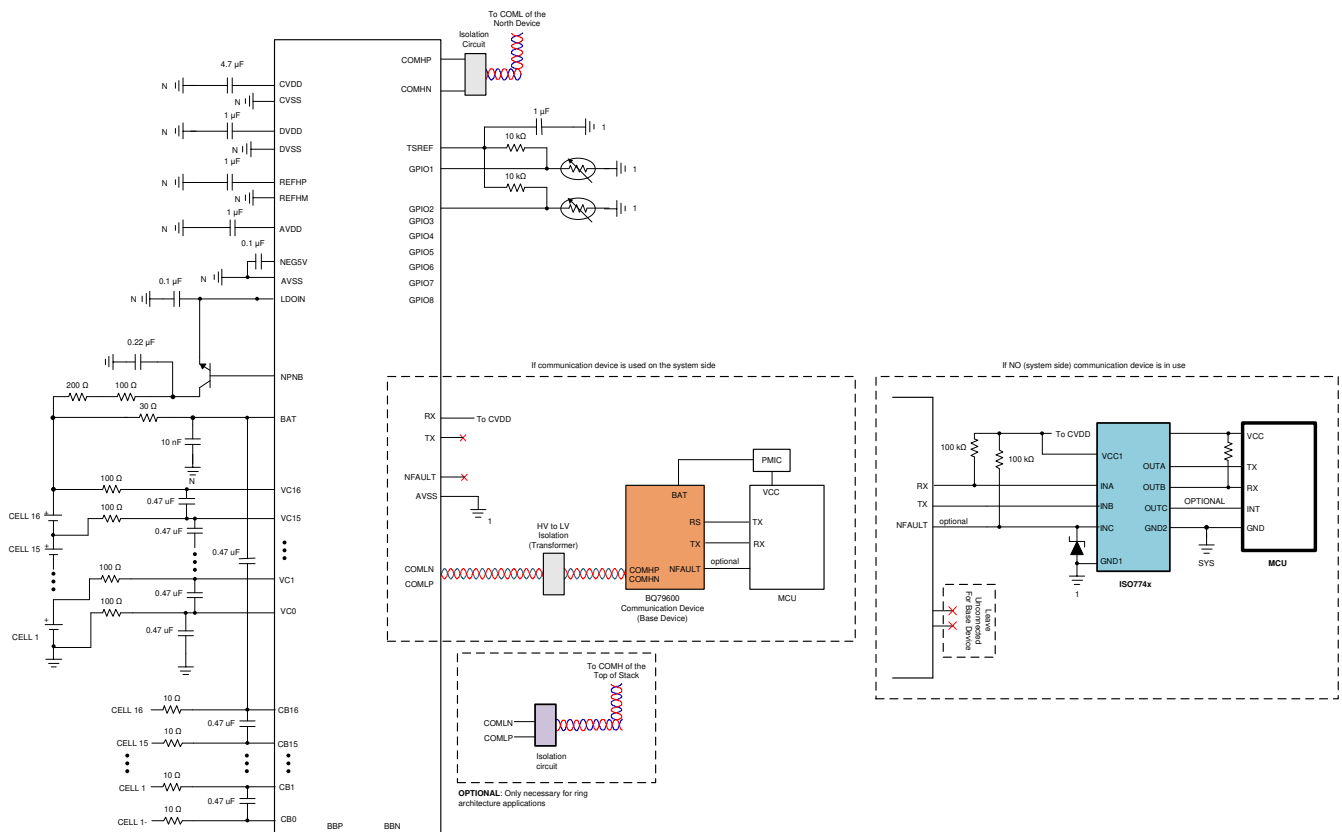 To COML of the
North Device
Isolation
Circuit
COMHP
COMHN
4.7 µF
N
CVDD
N
CVSS
1 µF
N
DVDD
N
DVSS
1 µF
N
REFHP
N
REFHM
1 µF
N
AVDD
0.1 µF
NEG5V
N
AVSS
0.1 µF
N
LDOIN
1 µF
1
10 kΩ
TSREF
GPIO1
1
10 kΩ
GPIO2
1
GPIO3
GPIO4
GPIO5
GPIO6
GPIO7
GPIO8
0.22 µF
NPNB
200 Ω
100 Ω
30 Ω
BAT
10 nF
N
100 Ω
VC16
0.47 uF
100 Ω
VC15
CELL 16
+
0.47 uF
CELL 15
+
0.47 uF
100 Ω
VC1
0.47 uF
100 Ω
VC0
+
CELL 1
0.47 uF
CELL 16
10 Ω
CB16
0.47 uF
CELL 15
10 Ω
CB15
CELL 1
10 Ω
CB1
0.47 uF
CELL 1-
10 Ω
CB0
BBP
BBN
If communication device is used on the system side
RX
To CVDD
TX
NFAULT
AVSS
1
PMIC
BAT
VCC
HV to LV
Isolation
(Transformer)
RS
TX
TX
RX
optional
COMLN
COMLP
COMHP
COMHN
NFAULT
BQ79600
Communication Device
(Base Device)
MCU
To COMH of the
Top of Stack
COMLN
COMLP
Isolation
circuit
OPTIONAL: Only necessary for ring
architecture applications
If NO (system side) communication device is in use
To CVDD
100 kΩ
100 kΩ
VCC1
VCC
OUTA
TX
RX
INA
OUTB
RX
TX
INB
OUTC
OPTIONAL
INT
NFAULT
optional
INC
GND2
GND
GND1
SYS
1
ISO774x
MCU
Leave
Unconnected
For Base Device